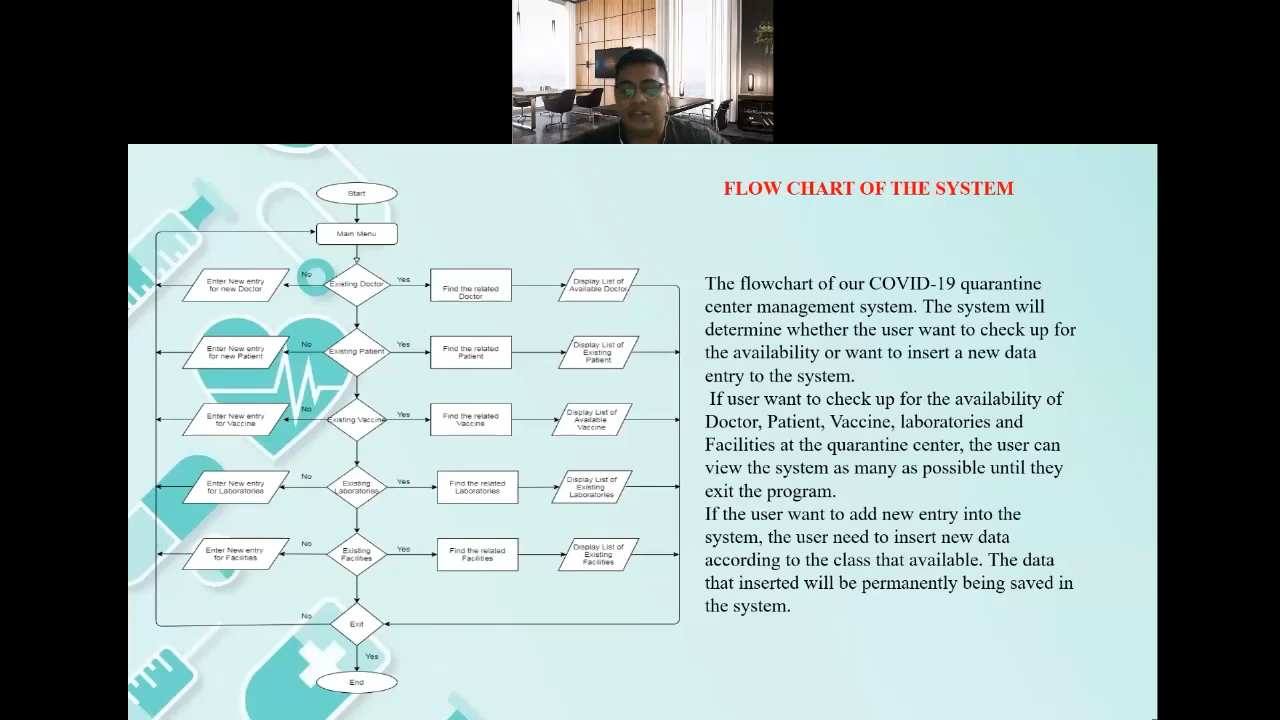 FLOW CHART OF THE SYSTEM
Start
Main Menu
Enter New entry
for new Doctor
No
Existing Doctor
Yes
Find the related
Doctor
Display List of
Available Doctor
Enter New entry
for new Patient
No
Existing Patient
Yes
Find the related
Patient
Display List of
Existing
Patient
Enter New entry
for Vaccine
No
Existing Vaccine
Yes
Find the related
Vaccine
Display List of
Available
Vaccine
Enter New entry
for Laboratories
No
Existing
Laboratories
Yes
Find the related
Laboratories
Display List of
Existing
Laboratories
Enter New entry
for Facilities
No
Existing
Facilities
Yes
Find the related
Facilities
Display List of
Existing
Facilities
No
Exit
Yes
End
The flowchart of our COVID-19 quarantine
center management system. The system will
determine whether the user want to check up for
the availability or want to insert a new data
entry to the system.
If user want to check up for the availability of
Doctor, Patient, Vaccine, laboratories and
Facilities at the quarantine center, the user can
view the system as many as possible until they
exit the program.
If the user want to add new entry into the
system, the user need to insert new data
according to the class that available. The data
that inserted will be permanently being saved in
the system.